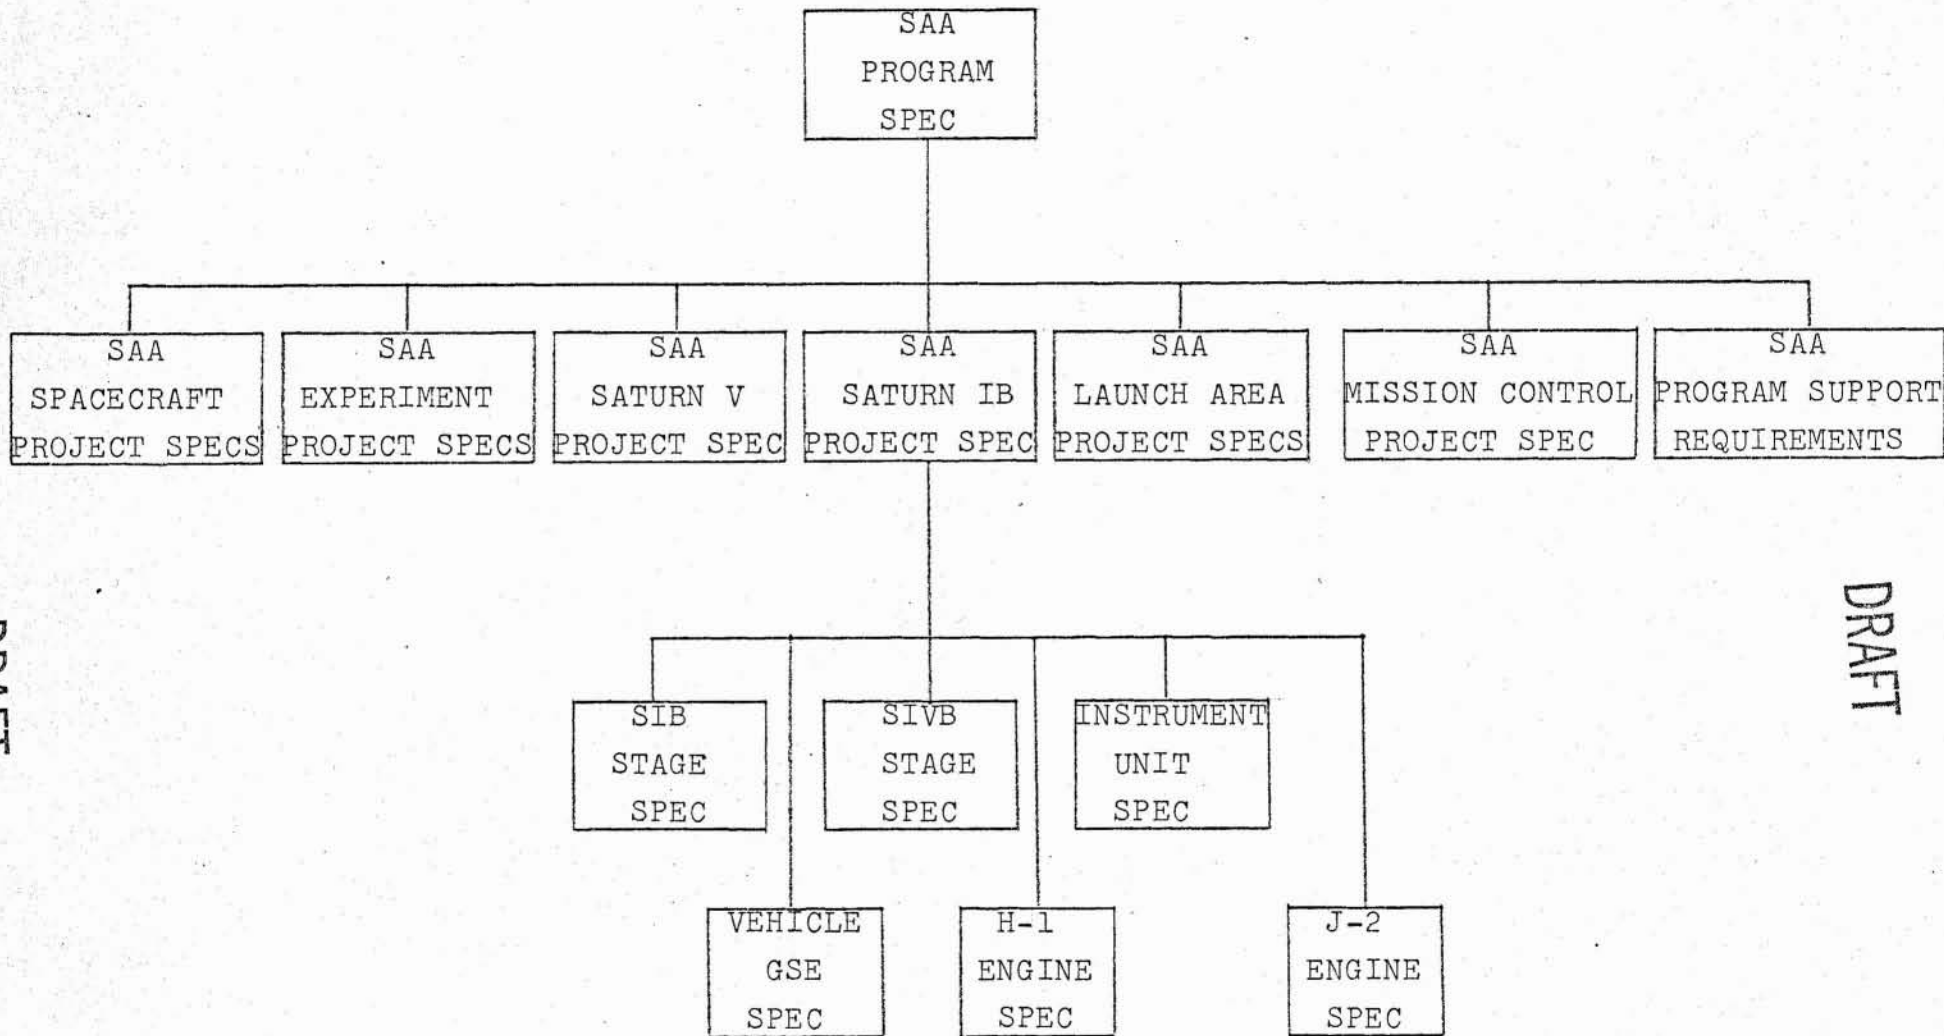 SAA
PROGRAM
SPEC
SAA
SPACECRAFT
PROJECT SPECS
SAA
EXPERIMENT
PROJECT SPECS
SAA
SATURN V
PROJECT SPEC
SAA
SATURN IB
PROJECT SPEC
SAA
LAUNCH AREA
PROJECT SPECS
SAA
MISSION CONTROL
PROJECT SPEC
SAA
PROGRAM SUPPORT
REQUIREMENTS
DRAFT
DRAFT
SIB
STAGE
SPEC
SIVB
STAGE
SPEC
INSTRUMENT
UNIT
SPEC
VEHICLE
GSE
SPEC
H-1
ENGINE
SPEC
J-2
ENGINE
SPEC